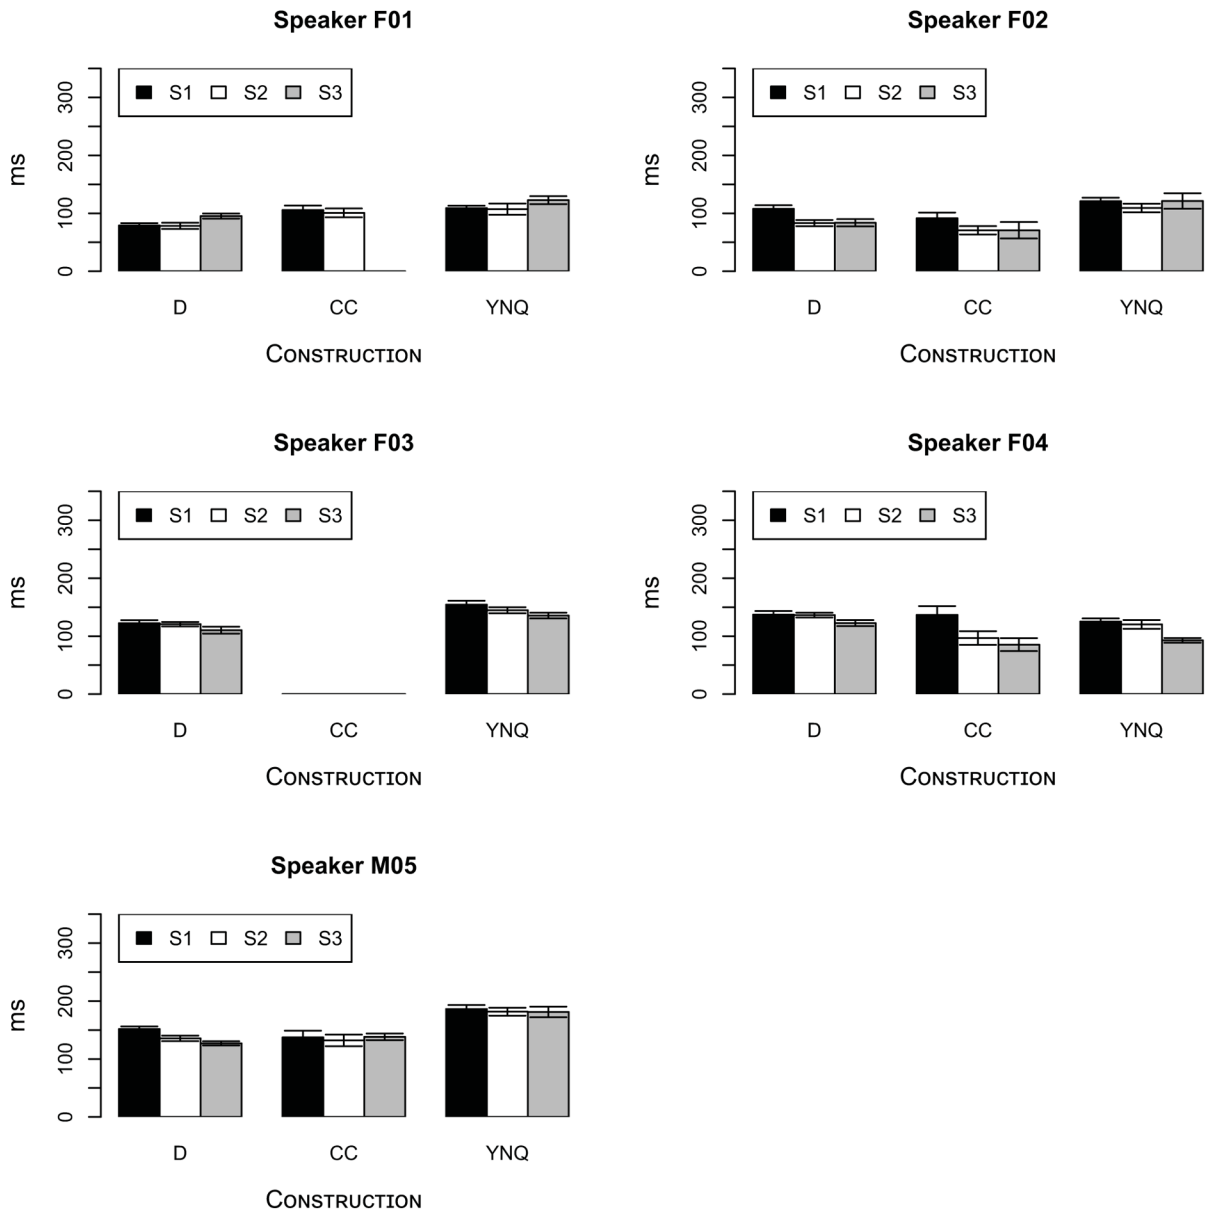 Speaker F01
S1 S2 S3
ms
0 100 200 300
D CC YNQ
CONSTRUCTION
Speaker F02
S1 S2 S3
ms
0 100 200 300
D CC YNQ
CONSTRUCTION
Speaker F03
S1 S2 S3
ms
0 100 200 300
D CC YNQ
CONSTRUCTION
Speaker F04
S1 S2 S3
ms
0 100 200 300
D CC YNQ
CONSTRUCTION
Speaker M05
S1 S2 S3
ms
0 100 200 300
D CC YNQ
CONSTRUCTION